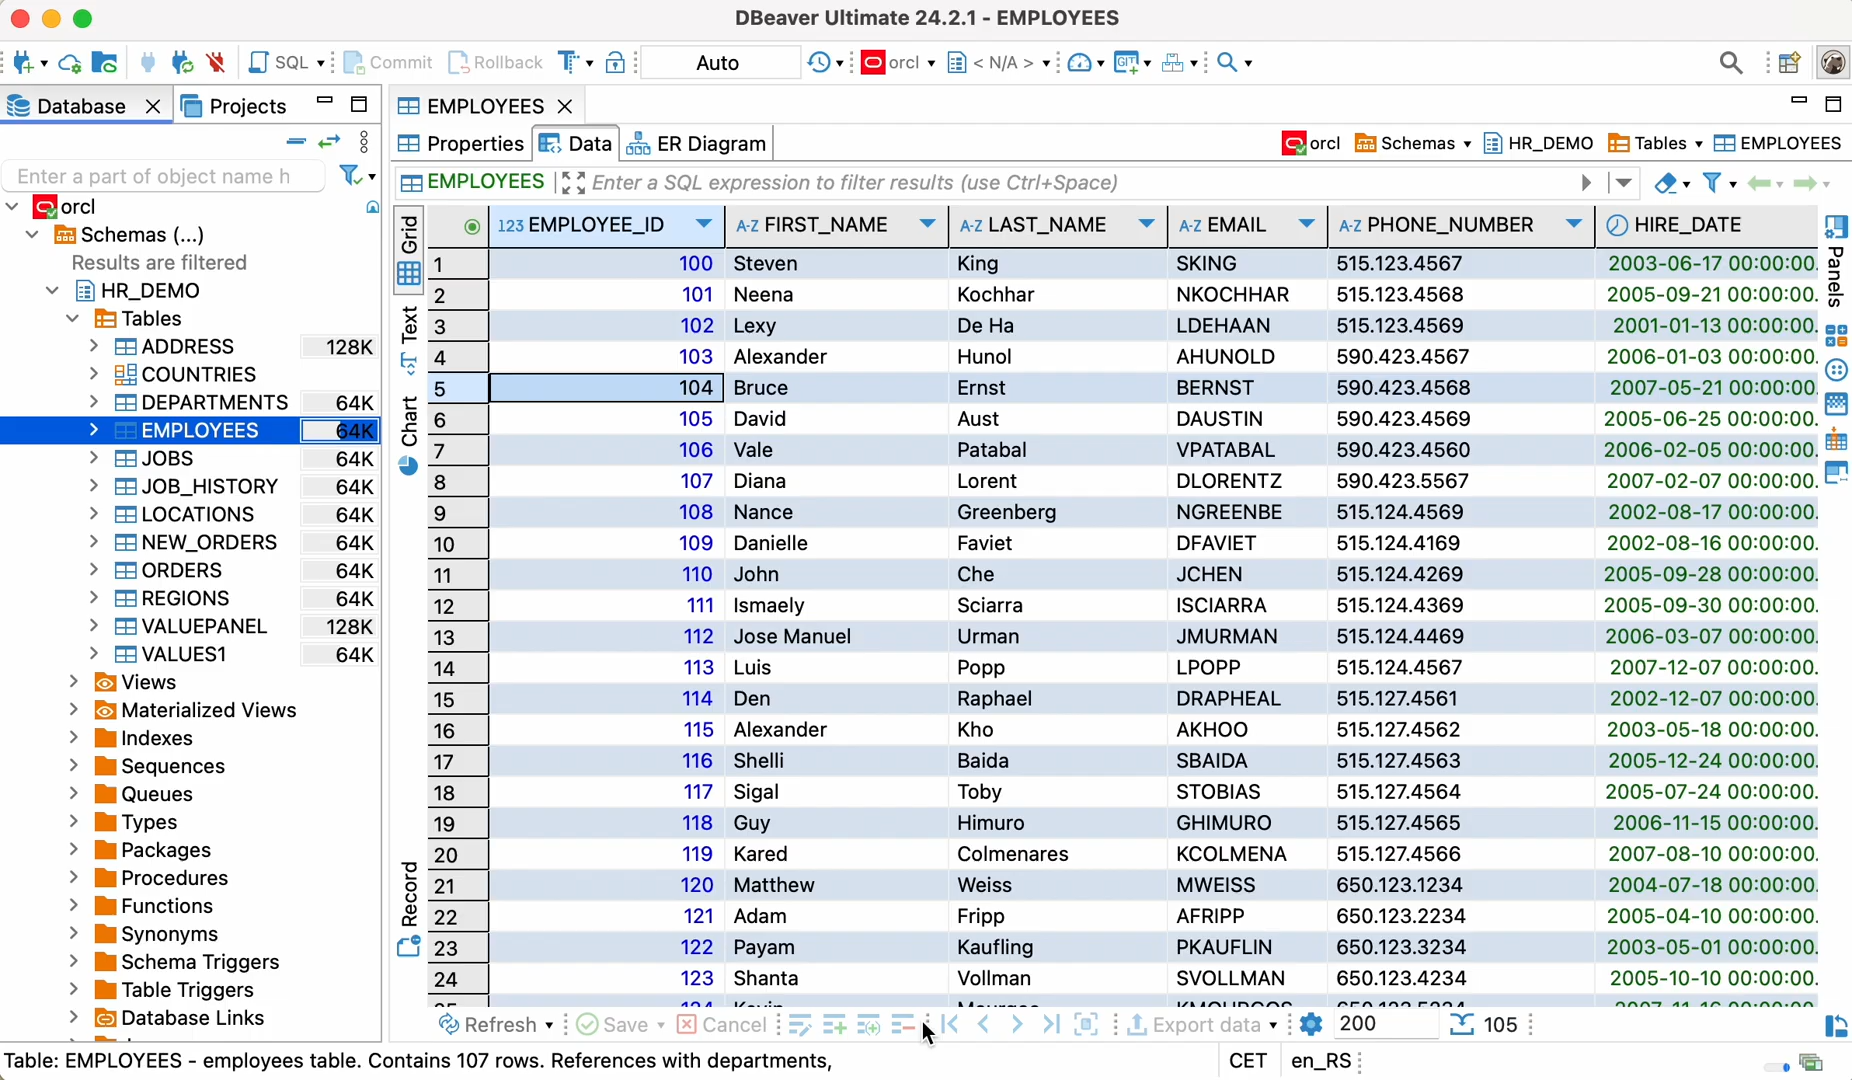 DBeaver Ultimate 24.2.1 - EMPLOYEES
SQL Commit Rollback Auto orcl < N/A >
Database Projects
Enter a part of object name h
orcl
Schemas (...)
Results are filtered
HR_DEMO
Tables
ADDRESS 128K
COUNTRIES
DEPARTMENTS 64K
EMPLOYEES 64K
JOBS 64K
JOB_HISTORY 64K
LOCATIONS 64K
NEW_ORDERS 64K
ORDERS 64K
REGIONS 64K
VALUEPANEL 128K
VALUES1 64K
Views
Materialized Views
Indexes
Sequences
Queues
Types
Packages
Procedures
Functions
Synonyms
Schema Triggers
Table Triggers
Database Links
EMPLOYEES
Properties Data ER Diagram orcl Schemas HR_DEMO Tables EMPLOYEES
EMPLOYEES Enter a SQL expression to filter results (use Ctrl+Space)
Grid
Text
Chart
Record
123 EMPLOYEE_ID A-Z FIRST_NAME A-Z LAST_NAME A-Z EMAIL A-Z PHONE_NUMBER HIRE_DATE
1 100 Steven King SKING 515.123.4567 2003-06-17 00:00:00.
2 101 Neena Kochhar NKOCHHAR 515.123.4568 2005-09-21 00:00:00.
3 102 Lexy De Ha LDEHAAN 515.123.4569 2001-01-13 00:00:00.
4 103 Alexander Hunol AHUNOLD 590.423.4567 2006-01-03 00:00:00.
5 104 Bruce Ernst BERNST 590.423.4568 2007-05-21 00:00:00.
6 105 David Aust DAUSTIN 590.423.4569 2005-06-25 00:00:00.
7 106 Vale Patabal VPATABAL 590.423.4560 2006-02-05 00:00:00.
8 107 Diana Lorent DLORENTZ 590.423.5567 2007-02-07 00:00:00.
9 108 Nance Greenberg NGREENBE 515.124.4569 2002-08-17 00:00:00.
10 109 Danielle Faviet DFAVIET 515.124.4169 2002-08-16 00:00:00.
11 110 John Che JCHEN 515.124.4269 2005-09-28 00:00:00.
12 111 Ismaely Sciarra ISCIARRA 515.124.4369 2005-09-30 00:00:00.
13 112 Jose Manuel Urman JMURMAN 515.124.4469 2006-03-07 00:00:00.
14 113 Luis Popp LPOPP 515.124.4567 2007-12-07 00:00:00.
15 114 Den Raphael DRAPHEAL 515.127.4561 2002-12-07 00:00:00.
16 115 Alexander Kho AKHOO 515.127.4562 2003-05-18 00:00:00.
17 116 Shelli Baida SBAIDA 515.127.4563 2005-12-24 00:00:00.
18 117 Sigal Toby STOBIAS 515.127.4564 2005-07-24 00:00:00.
19 118 Guy Himuro GHIMURO 515.127.4565 2006-11-15 00:00:00.
20 119 Kared Colmenares KCOLMENA 515.127.4566 2007-08-10 00:00:00.
21 120 Matthew Weiss MWEISS 650.123.1234 2004-07-18 00:00:00.
22 121 Adam Fripp AFRIPP 650.123.2234 2005-04-10 00:00:00.
23 122 Payam Kaufling PKAUFLIN 650.123.3234 2003-05-01 00:00:00.
24 123 Shanta Vollman SVOLLMAN 650.123.4234 2005-10-10 00:00:00.
Panels
Refresh Save Cancel Export data 200 105
Table: EMPLOYEES - employees table. Contains 107 rows. References with departments, CET en_RS